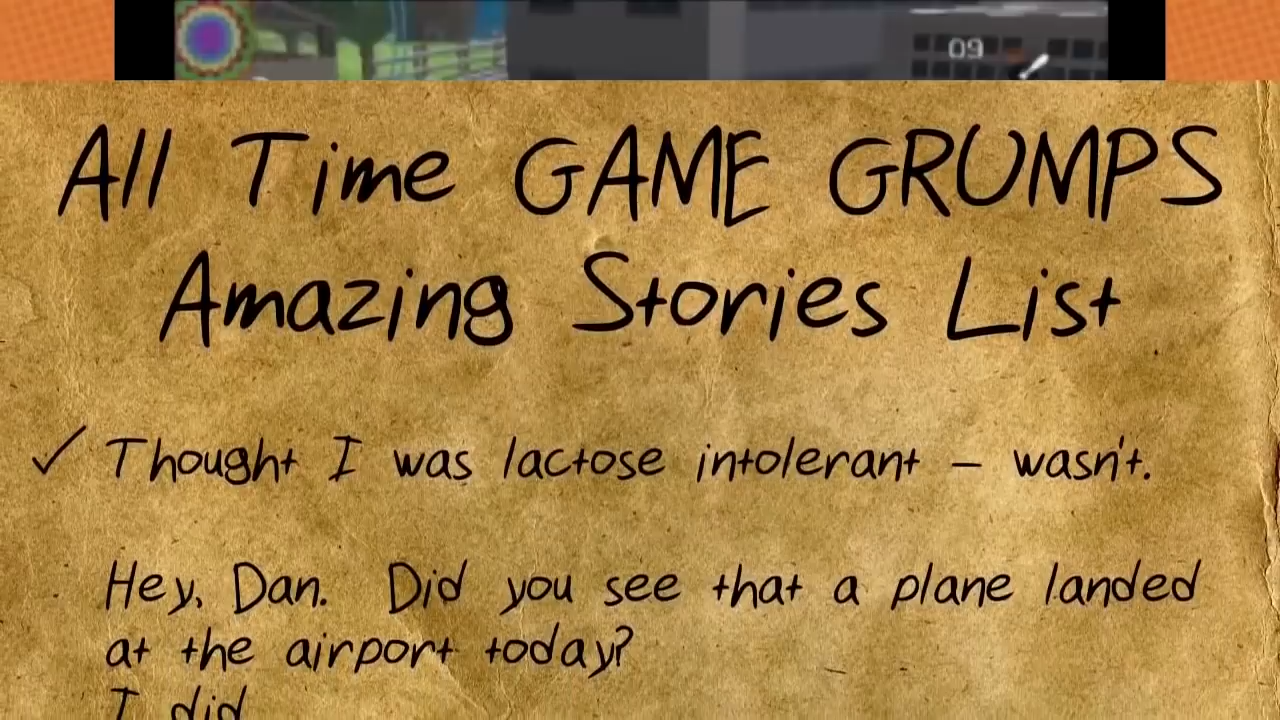 09
All Time GAME GRUMPS
Amazing Stories List
✓ Thought I was lactose intolerant – wasn't.
Hey, Dan. Did you see that a plane landed
at the airport today?
I did